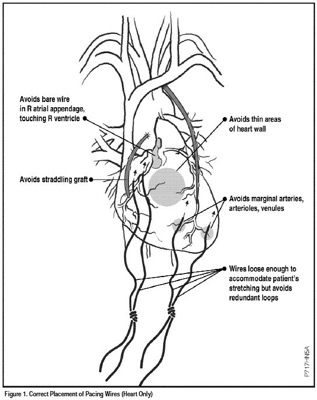 Avoids bare wire
in R atrial appendage,
touching R ventricle
Avoids thin areas
of heart wall
Avoids straddling graft
Avoids marginal arteries,
arterioles, venules
Wires loose enough to
accommodate patient's
stretching but avoids
redundant loops
P717-HNSA
Figure 1. Correct Placement of Pacing Wires (Heart Only)